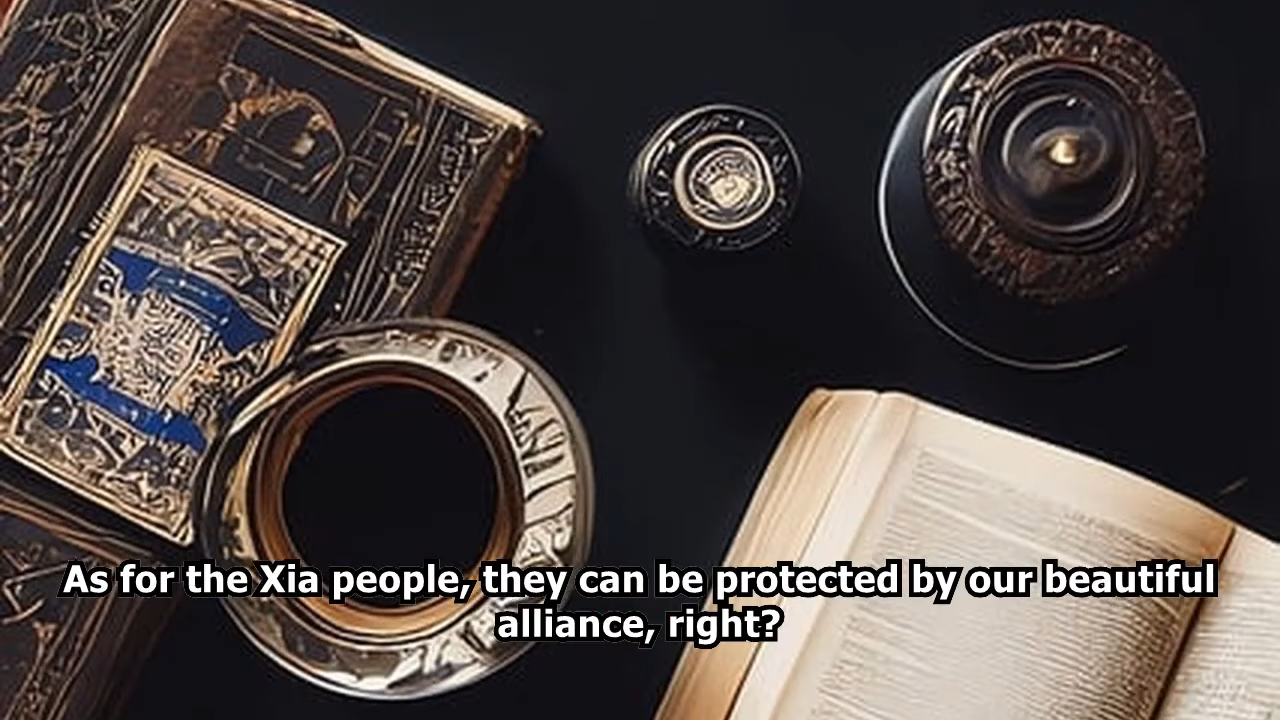 As for the Xia people, they can be protected by our beautiful
alliance, right?